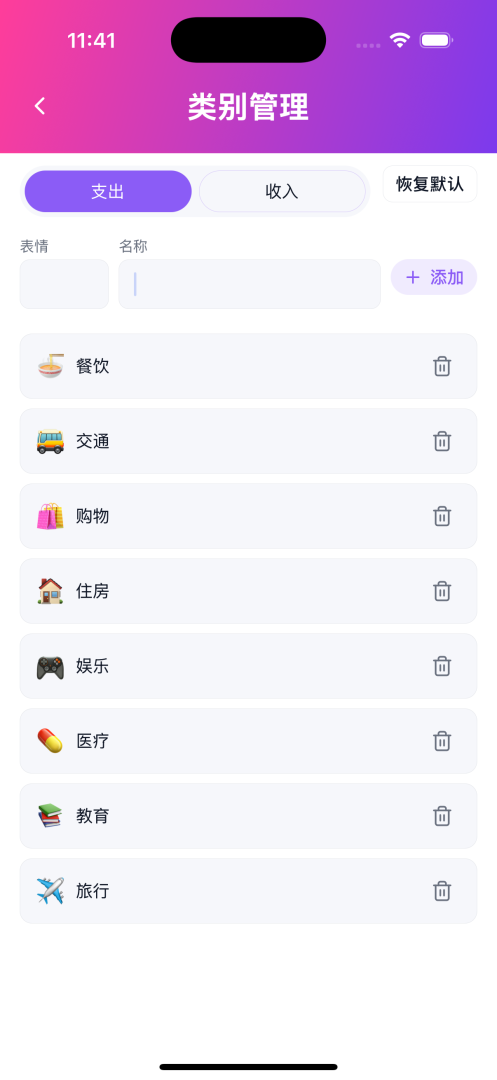 11:41
类别管理
支出
收入
恢复默认
表情
名称
+ 添加
餐饮
交通
购物
住房
娱乐
医疗
教育
旅行